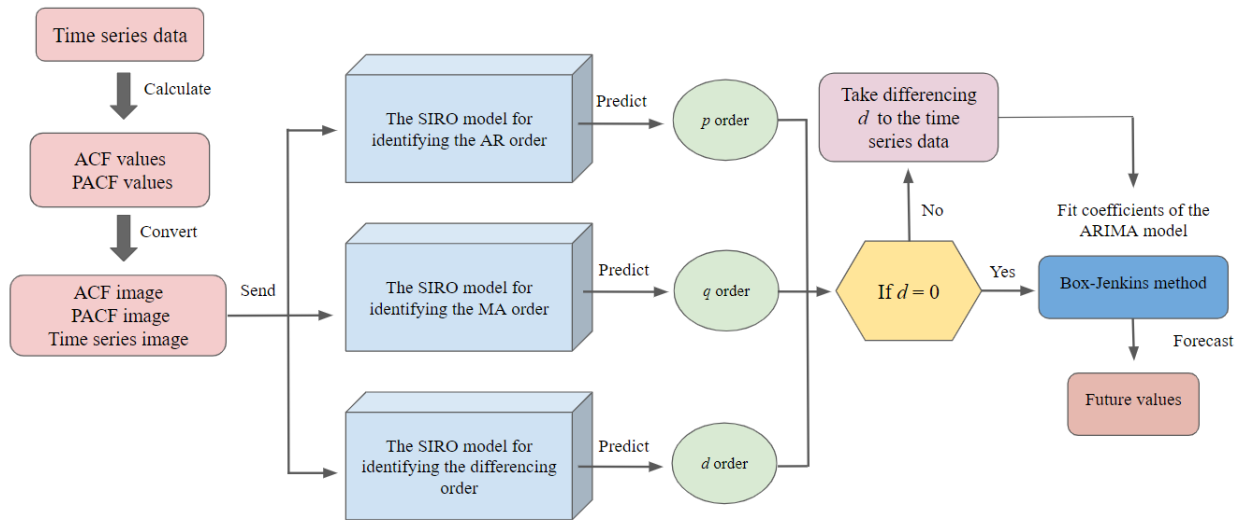 Time series data
Calculate
ACF values
PACF values
Convert
ACF image
PACF image
Time series image
Send
The SIRO model for
identifying the AR order
Predict
p order
The SIRO model for
identifying the MA order
Predict
q order
The SIRO model for
identifying the differencing
order
Predict
d order
If d = 0
No
Take differencing
d to the time
series data
Yes
Fit coefficients of the
ARIMA model
Box-Jenkins method
Forecast
Future values